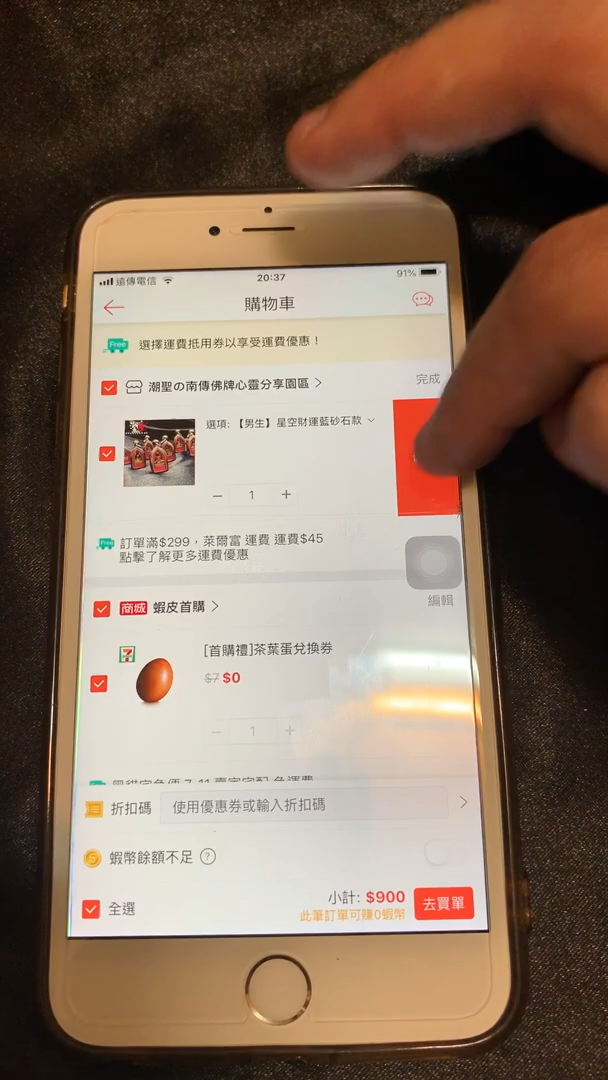 遠傳電信
20:37
91%
購物車
Free 選擇運費抵用券以享受運費優惠！
潮聖の南傳佛牌心靈分享園區 >
完成
選項:【男生】星空財運藍砂石款
− 1 +
Free 訂單滿$299，萊爾富 運費 運費$45
點擊了解更多運費優惠
商城 蝦皮首購 >
編輯
[首購禮]茶葉蛋兌換券
$7 $0
− 1 +
折扣碼 使用優惠券或輸入折扣碼 >
蝦幣餘額不足 ?
全選
小計: $900
此筆訂單可賺0蝦幣
去買單